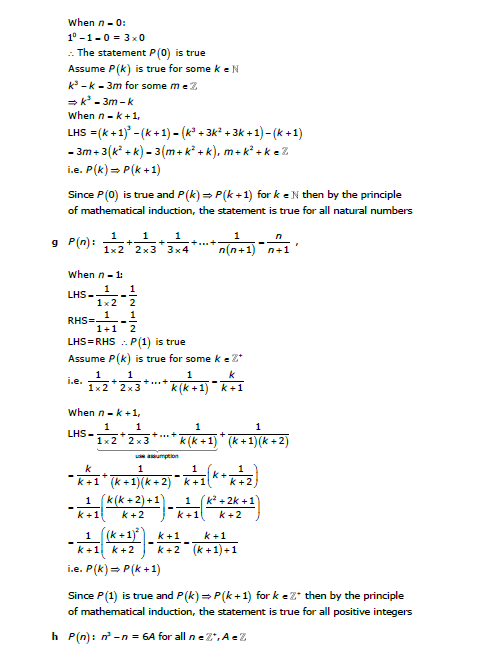 When n = 0:
1⁰ − 1 = 0 = 3 × 0
∴ The statement P(0) is true
Assume P(k) is true for some k ∈ ℕ
k³ − k = 3m for some m ∈ ℤ
⇒ k³ = 3m − k
When n = k + 1,
LHS = (k + 1)³ − (k + 1) = (k³ + 3k² + 3k + 1) − (k + 1)
= 3m + 3(k² + k) = 3(m + k² + k), m + k² + k ∈ ℤ
i.e. P(k) ⇒ P(k + 1)
Since P(0) is true and P(k) ⇒ P(k + 1) for k ∈ ℕ then by the principle
of mathematical induction, the statement is true for all natural numbers
g P(n): 1/(1×2) + 1/(2×3) + 1/(3×4) + ... + 1/(n(n+1)) = n/(n+1) ,
When n = 1:
LHS = 1/(1×2) = 1/2
RHS = 1/(1+1) = 1/2
LHS = RHS ∴ P(1) is true
Assume P(k) is true for some k ∈ ℤ⁺
i.e. 1/(1×2) + 1/(2×3) + ... + 1/(k(k+1)) = k/(k+1)
When n = k + 1,
LHS = 1/(1×2) + 1/(2×3) + ... + 1/(k(k+1)) + 1/((k+1)(k+2))
use assumption
= k/(k+1) + 1/((k+1)(k+2)) = 1/(k+1) (k + 1/(k+2))
= 1/(k+1) ((k(k+2)+1)/(k+2)) = 1/(k+1) ((k²+2k+1)/(k+2))
= 1/(k+1) ((k+1)²/(k+2)) = (k+1)/(k+2) = (k+1)/((k+1)+1)
i.e. P(k) ⇒ P(k + 1)
Since P(1) is true and P(k) ⇒ P(k + 1) for k ∈ ℤ⁺ then by the principle
of mathematical induction, the statement is true for all positive integers
h P(n): n³ − n = 6A for all n ∈ ℤ⁺, A ∈ ℤ